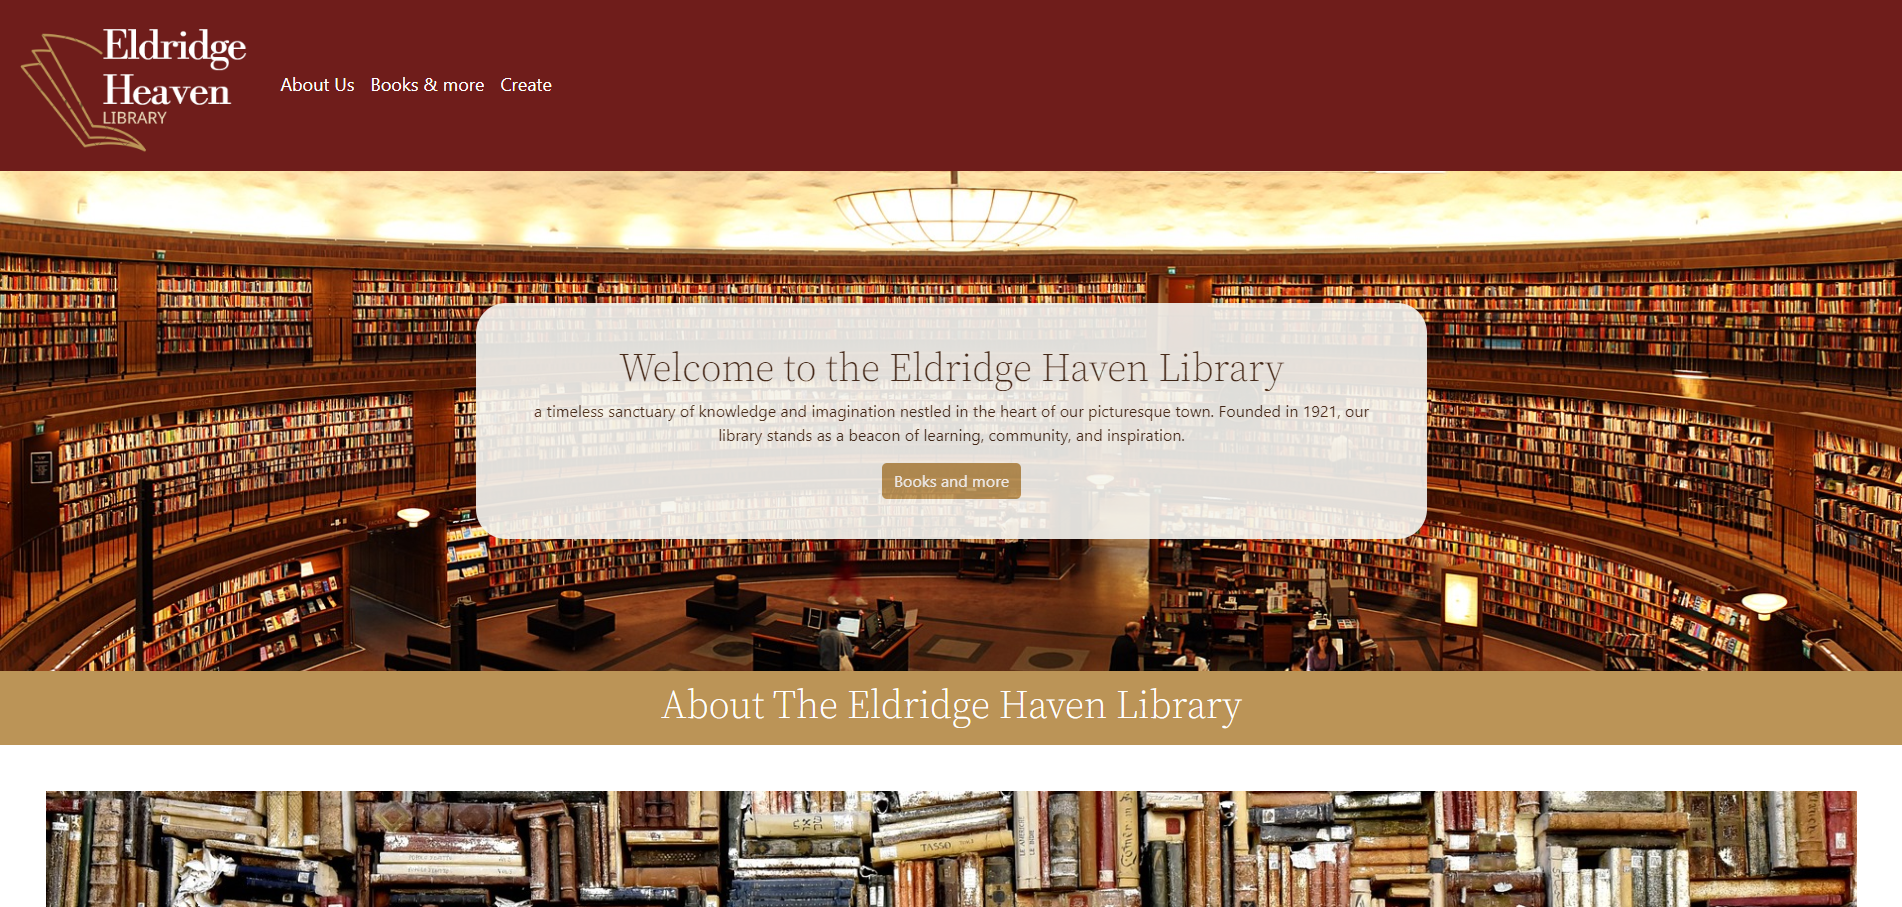 Eldridge
Heaven
LIBRARY
About Us Books & more Create
Welcome to the Eldridge Haven Library
a timeless sanctuary of knowledge and imagination nestled in the heart of our picturesque town. Founded in 1921, our
library stands as a beacon of learning, community, and inspiration.
Books and more
About The Eldridge Haven Library
TASSO